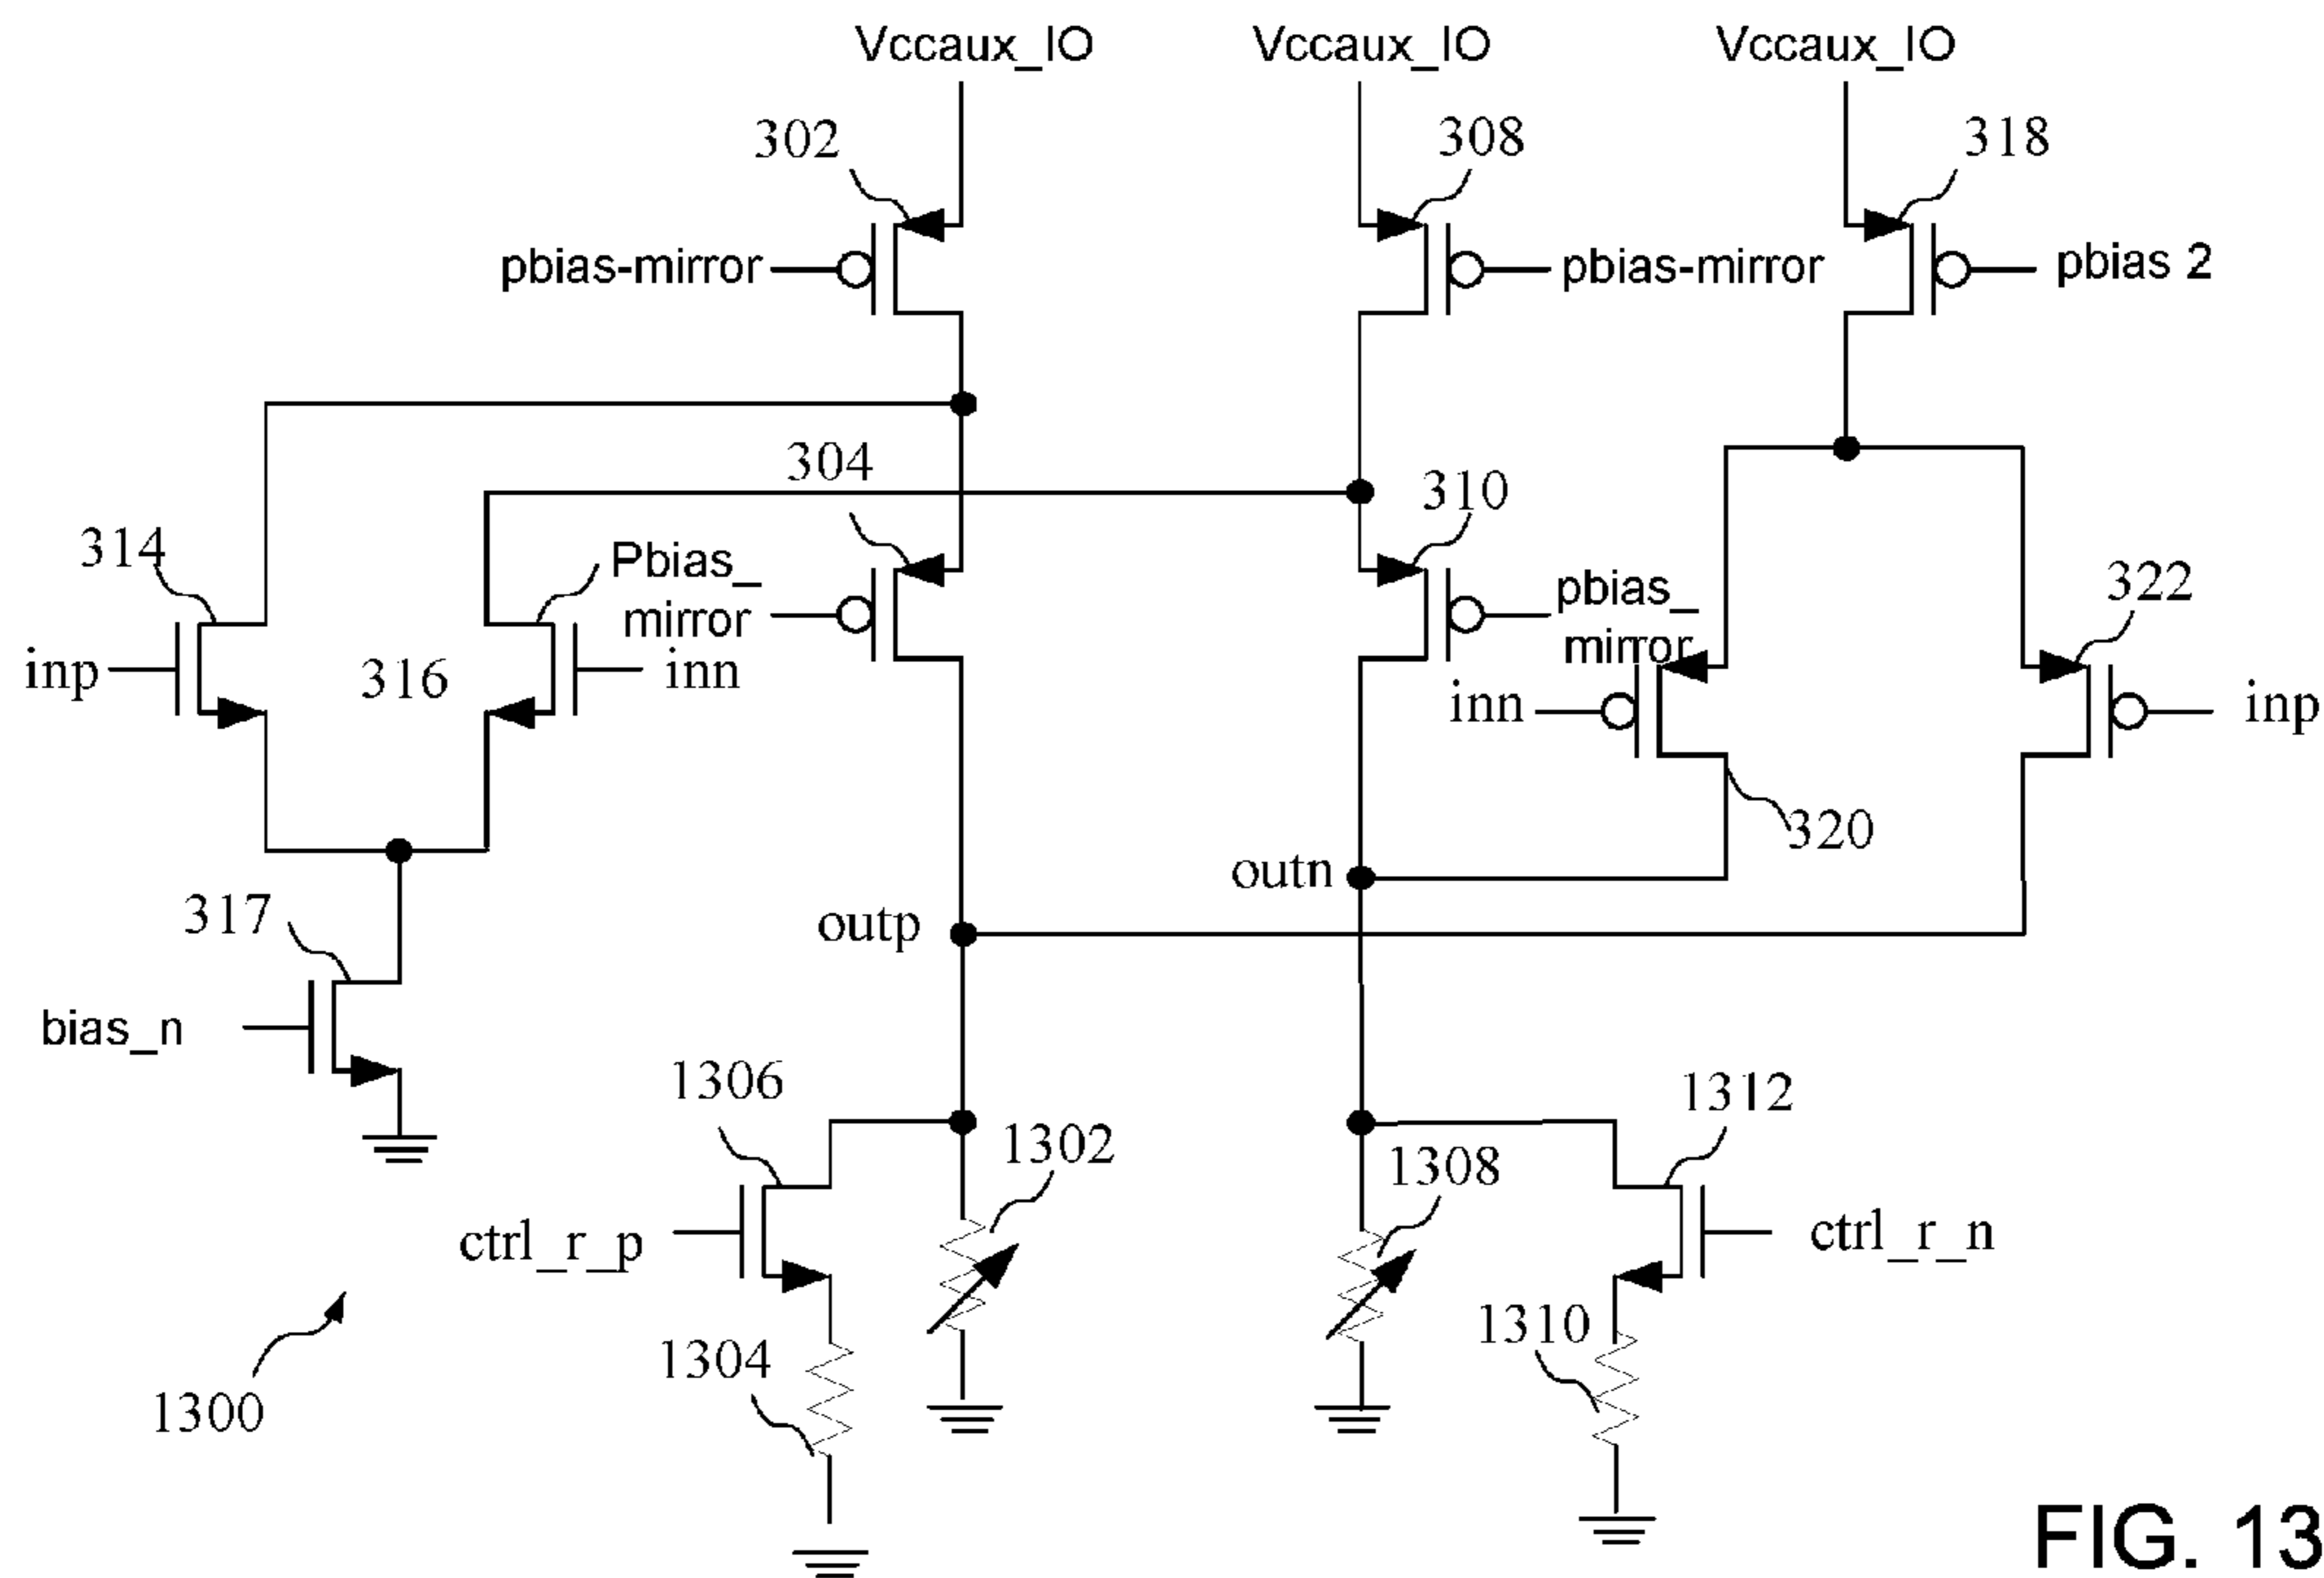 Vccaux_IO
Vccaux_IO
Vccaux_IO
302
308
318
pbias-mirror
pbias-mirror
pbias 2
304
310
314
Pbias_
mirror
316
inp
inn
pbias_
mirror
322
inn
inp
320
outn
317
outp
bias_n
1306
1312
1302
1308
ctrl_r_p
ctrl_r_n
1304
1310
1300
FIG. 13